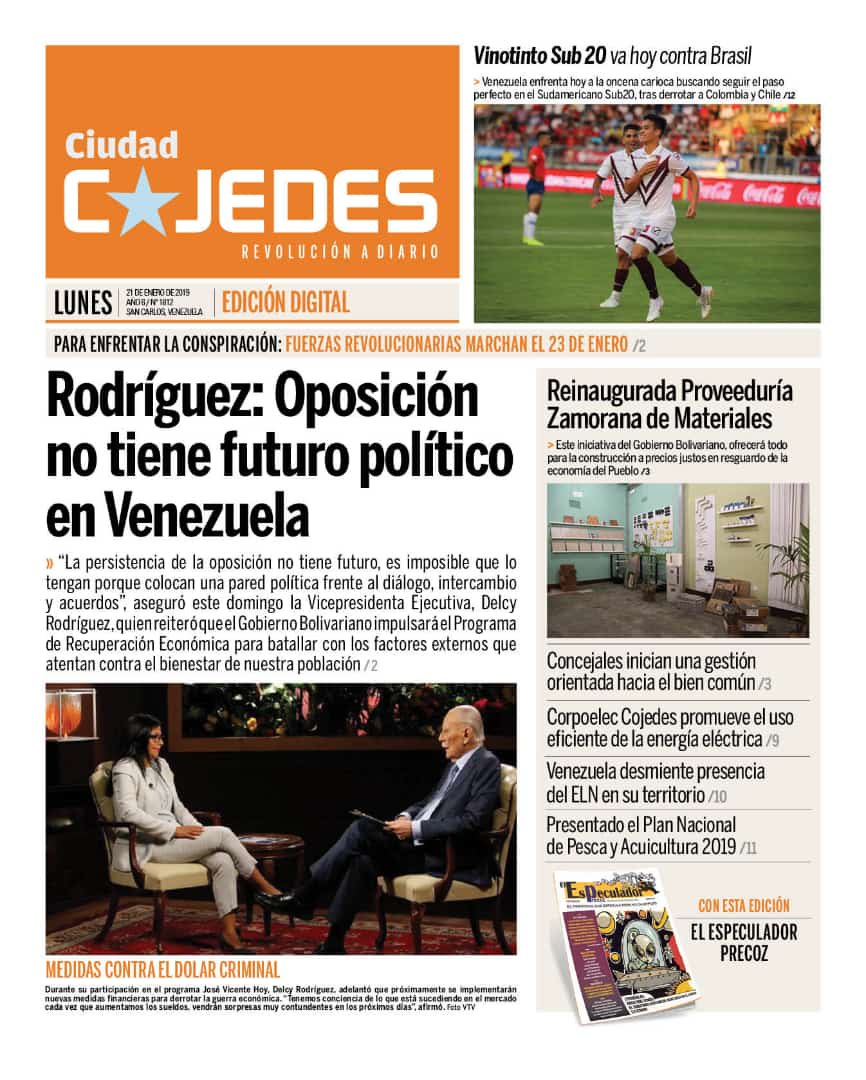 Ciudad
COJEDES
REVOLUCIÓN A DIARIO
LUNES
21 DE ENERO DE 2019
AÑO 6 / Nº 1812
SAN CARLOS, VENEZUELA
EDICIÓN DIGITAL
Vinotinto Sub 20 va hoy contra Brasil
> Venezuela enfrenta hoy a la oncena carioca buscando seguir el paso
perfecto en el Sudamericano Sub20, tras derrotar a Colombia y Chile /12
Coca-Cola
PARA ENFRENTAR LA CONSPIRACIÓN: FUERZAS REVOLUCIONARIAS MARCHAN EL 23 DE ENERO /2
Rodríguez: Oposición
no tiene futuro político
en Venezuela
» “La persistencia de la oposición no tiene futuro, es imposible que lo
tengan porque colocan una pared política frente al diálogo, intercambio
y acuerdos”, aseguró este domingo la Vicepresidenta Ejecutiva, Delcy
Rodríguez, quien reiteró que el Gobierno Bolivariano impulsará el Programa
de Recuperación Económica para batallar con los factores externos que
atentan contra el bienestar de nuestra población /2
MEDIDAS CONTRA EL DOLAR CRIMINAL
Durante su participación en el programa José Vicente Hoy, Delcy Rodríguez, adelantó que próximamente se implementarán
nuevas medidas financieras para derrotar la guerra económica. “Tenemos conciencia de lo que está sucediendo en el mercado
cada vez que aumentamos los sueldos, vendrán sorpresas muy contundentes en los próximos días”, afirmó. Foto VTV
Reinaugurada Proveeduría
Zamorana de Materiales
> Este iniciativa del Gobierno Bolivariano, ofrecerá todo
para la construcción a precios justos en resguardo de la
economía del Pueblo /3
Concejales inician una gestión
orientada hacia el bien común /3
Corpoelec Cojedes promueve el uso
eficiente de la energía eléctrica /9
Venezuela desmiente presencia
del ELN en su territorio /10
Presentado el Plan Nacional
de Pesca y Acuicultura 2019 /11
EsPeculador
CON ESTA EDICIÓN
EL ESPECULADOR
PRECOZ